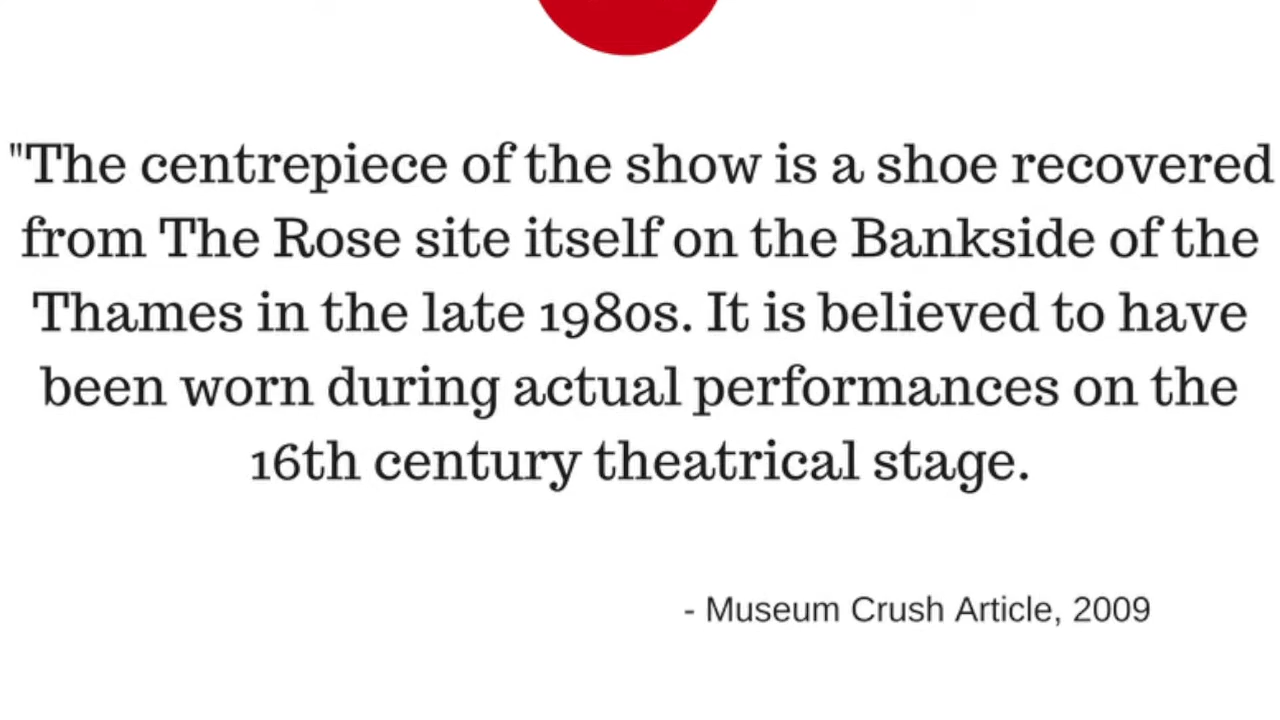 "The centrepiece of the show is a shoe recovered
from The Rose site itself on the Bankside of the
Thames in the late 1980s. It is believed to have
been worn during actual performances on the
16th century theatrical stage.
- Museum Crush Article, 2009